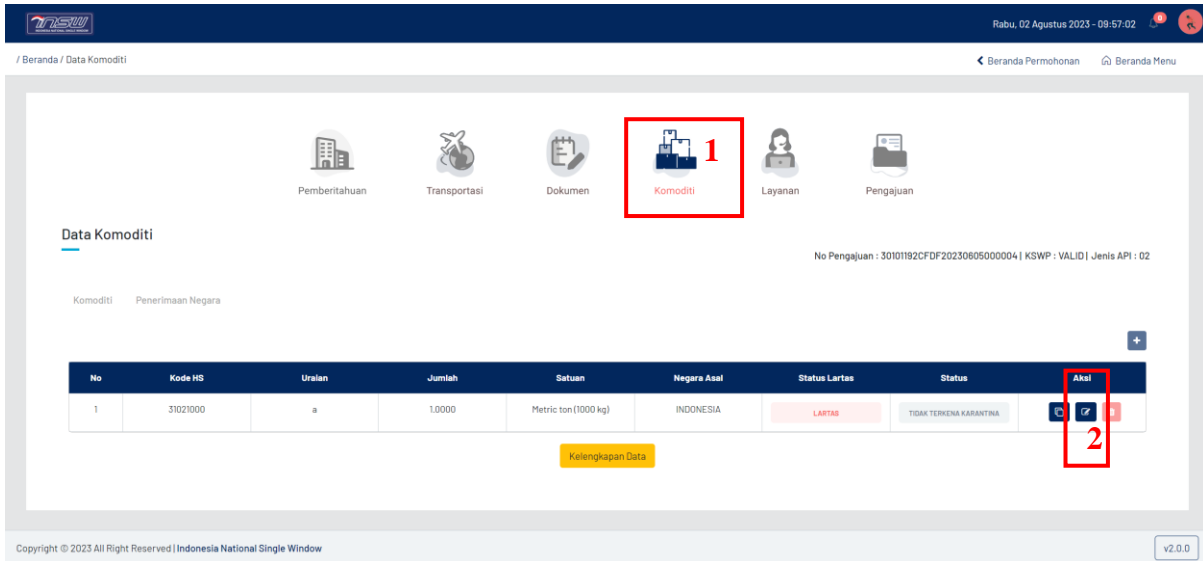 INSW
Rabu, 02 Agustus 2023 - 09:57:02
/ Beranda / Data Komoditi
Beranda Permohonan
Beranda Menu
1
Pemberitahuan
Transportasi
Dokumen
Komoditi
Layanan
Pengajuan
Data Komoditi
No Pengajuan : 30101192CFDF20230605000004 | KSWP : VALID | Jenis API : 02
Komoditi Penerimaan Negara
+
No Kode HS Uraian Jumlah Satuan Negara Asal Status Lartas Status Aksi
1 31021000 a 1.0000 Metric ton (1000 kg) INDONESIA LARTAS TIDAK TERKENA KARANTINA
2
Kelengkapan Data
Copyright © 2023 All Right Reserved | Indonesia National Single Window
v2.0.0